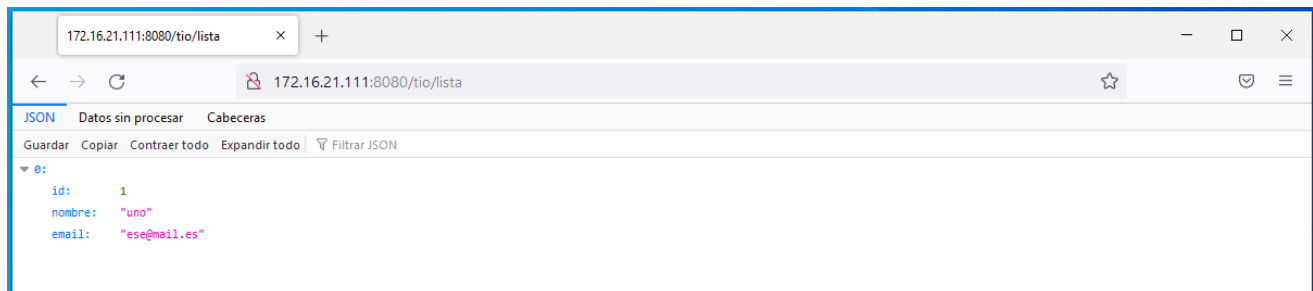 172.16.21.111:8080/tio/lista
172.16.21.111:8080/tio/lista
JSON Datos sin procesar Cabeceras
Guardar Copiar Contraer todo Expandir todo Filtrar JSON
0:
id: 1
nombre: "uno"
email: "ese@mail.es"